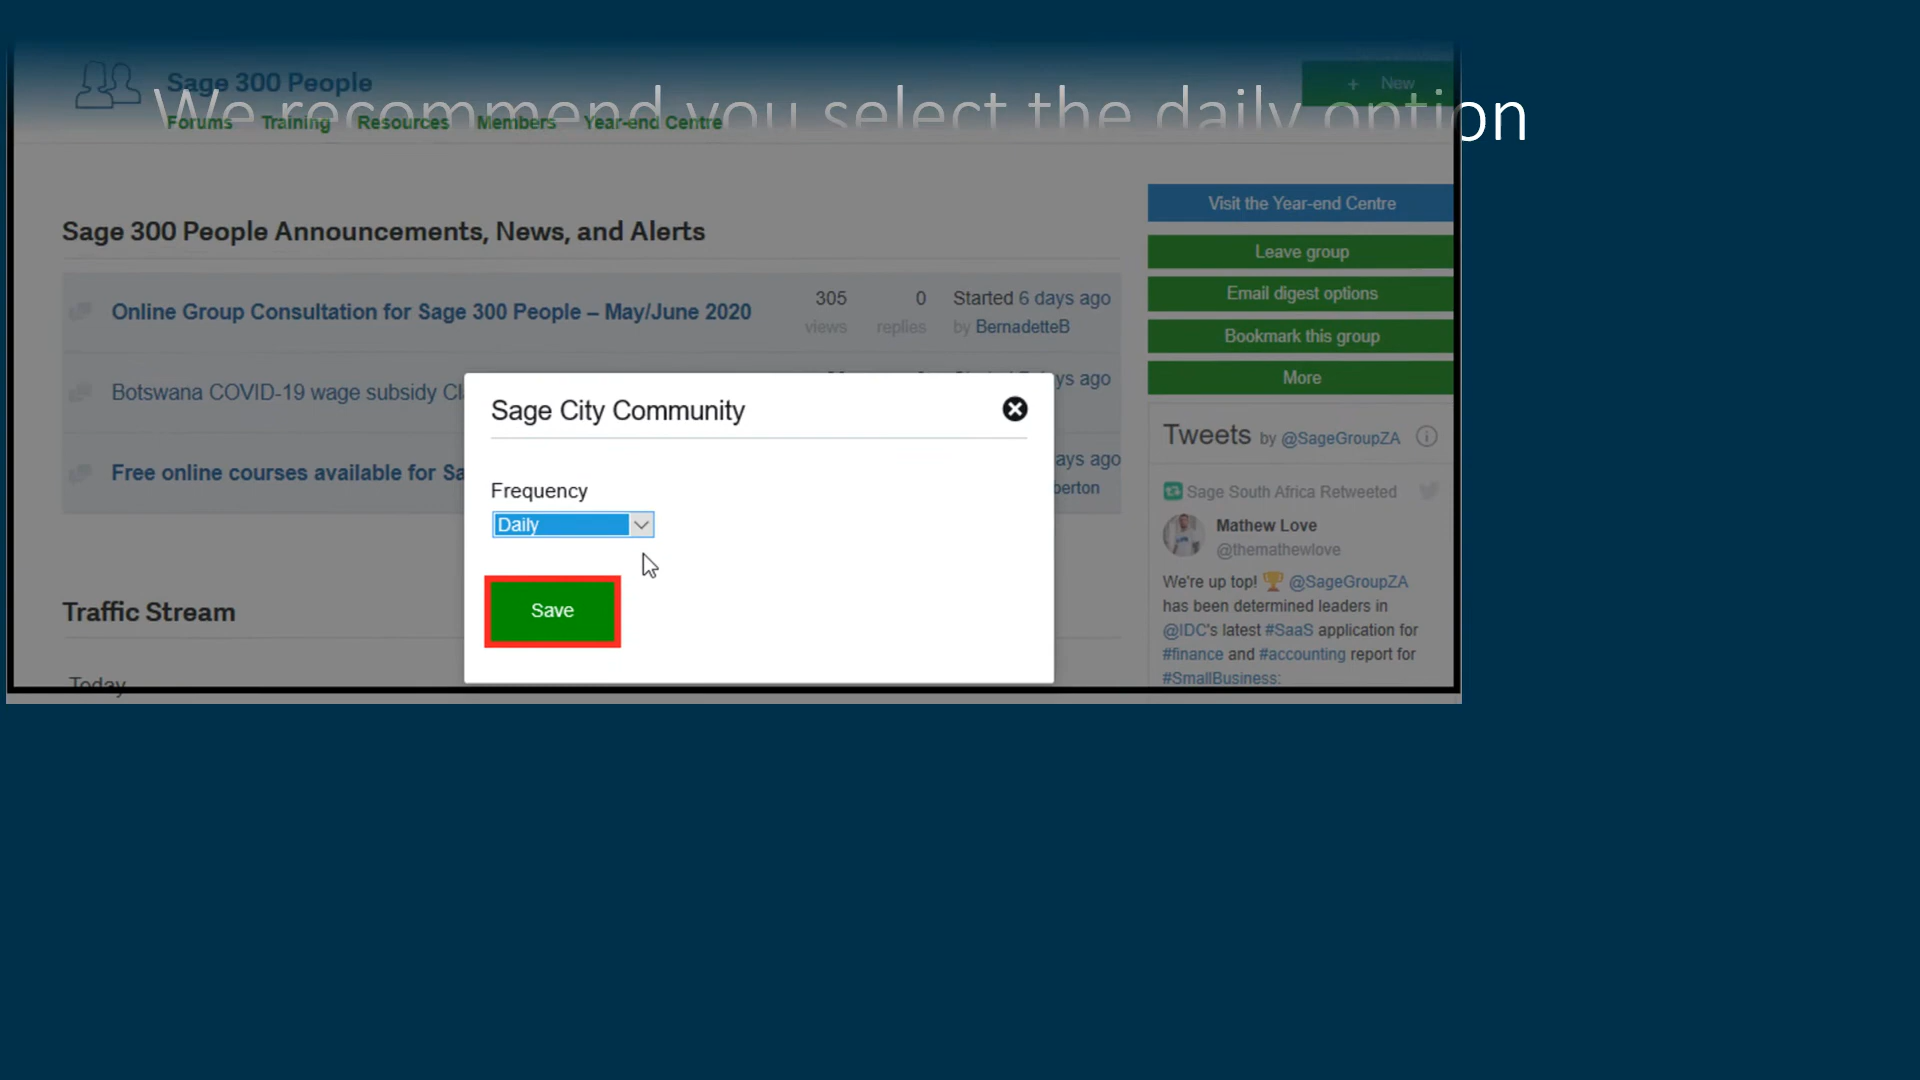 Sage 300 People
+ New
We recommend you select the daily option
Forums Training Resources Members Year-end Centre
Visit the Year-end Centre
Sage 300 People Announcements, News, and Alerts
Leave group
Email digest options
Online Group Consultation for Sage 300 People – May/June 2020
305 views
0 replies
Started 6 days ago
by BernadetteB
Bookmark this group
More
Botswana COVID-19 wage subsidy Cl
ys ago
Free online courses available for Sa
ays ago
berton
Sage City Community
Frequency
Daily
Save
Tweets by @SageGroupZA
Sage South Africa Retweeted
Mathew Love
@themathewlove
We're up top! 🏆 @SageGroupZA
has been determined leaders in
@IDC's latest #SaaS application for
#finance and #accounting report for
#SmallBusiness:
Traffic Stream
Today